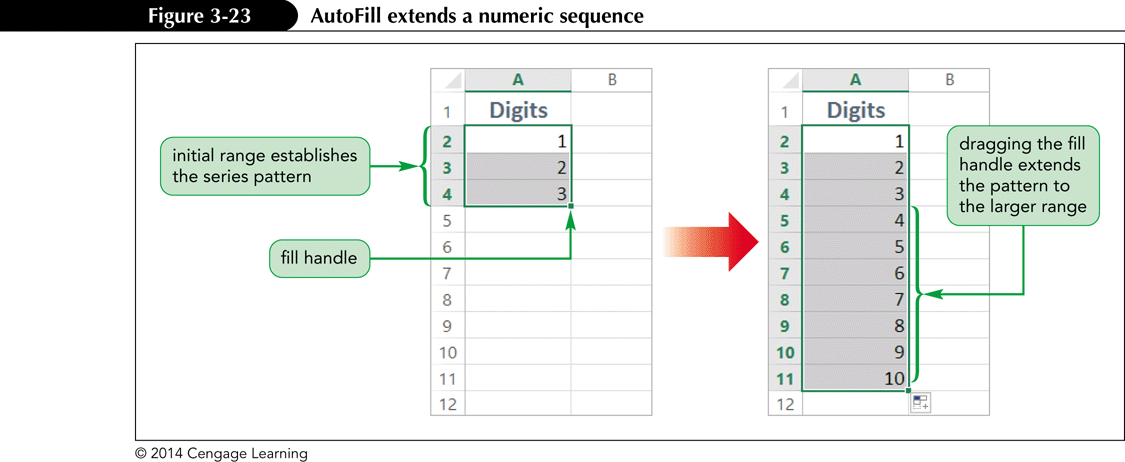 Figure 3-23 AutoFill extends a numeric sequence
A B
1 Digits
2 1
3 2
4 3
5
6
7
8
9
10
11
12
initial range establishes
the series pattern
fill handle
A B
1 Digits
2 1
3 2
4 3
5 4
6 5
7 6
8 7
9 8
10 9
11 10
12
dragging the fill
handle extends
the pattern to
the larger range
© 2014 Cengage Learning